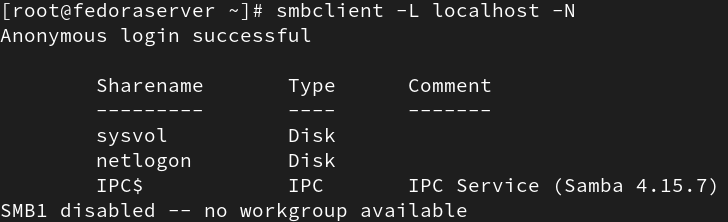 [root@fedoraserver ~]# smbclient -L localhost -N
Anonymous login successful
Sharename Type Comment
--------- ---- -------
sysvol Disk
netlogon Disk
IPC$ IPC IPC Service (Samba 4.15.7)
SMB1 disabled -- no workgroup available